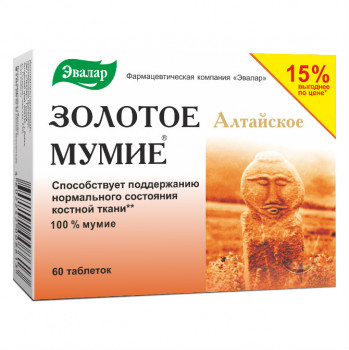 Эвалар
Фармацевтическая компания «Эвалар»
15%
выгоднее
по цене*
ЗОЛОТОЕ
Алтайское
МУМИЕ®
Способствует поддержанию
нормального состояния
костной ткани**
100 % мумие
60 таблеток